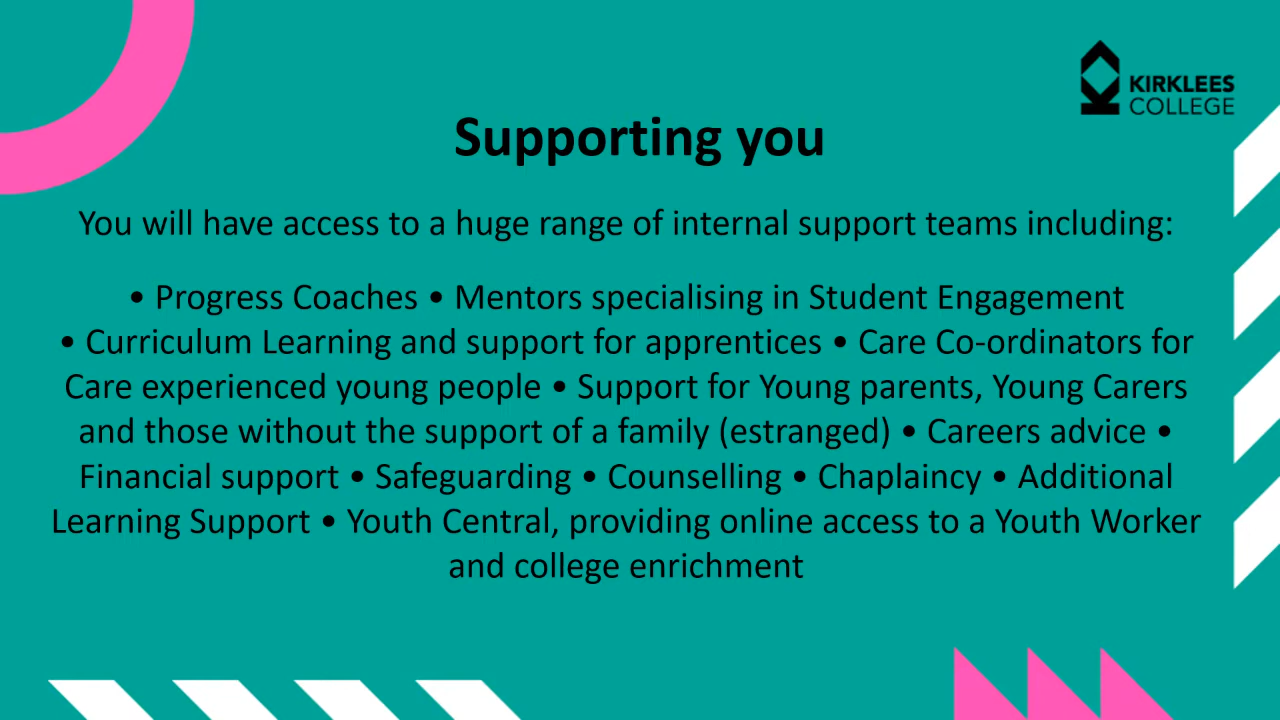 KIRKLEES
COLLEGE
Supporting you
You will have access to a huge range of internal support teams including:
• Progress Coaches • Mentors specialising in Student Engagement
• Curriculum Learning and support for apprentices • Care Co-ordinators for
Care experienced young people • Support for Young parents, Young Carers
and those without the support of a family (estranged) • Careers advice •
Financial support • Safeguarding • Counselling • Chaplaincy • Additional
Learning Support • Youth Central, providing online access to a Youth Worker
and college enrichment